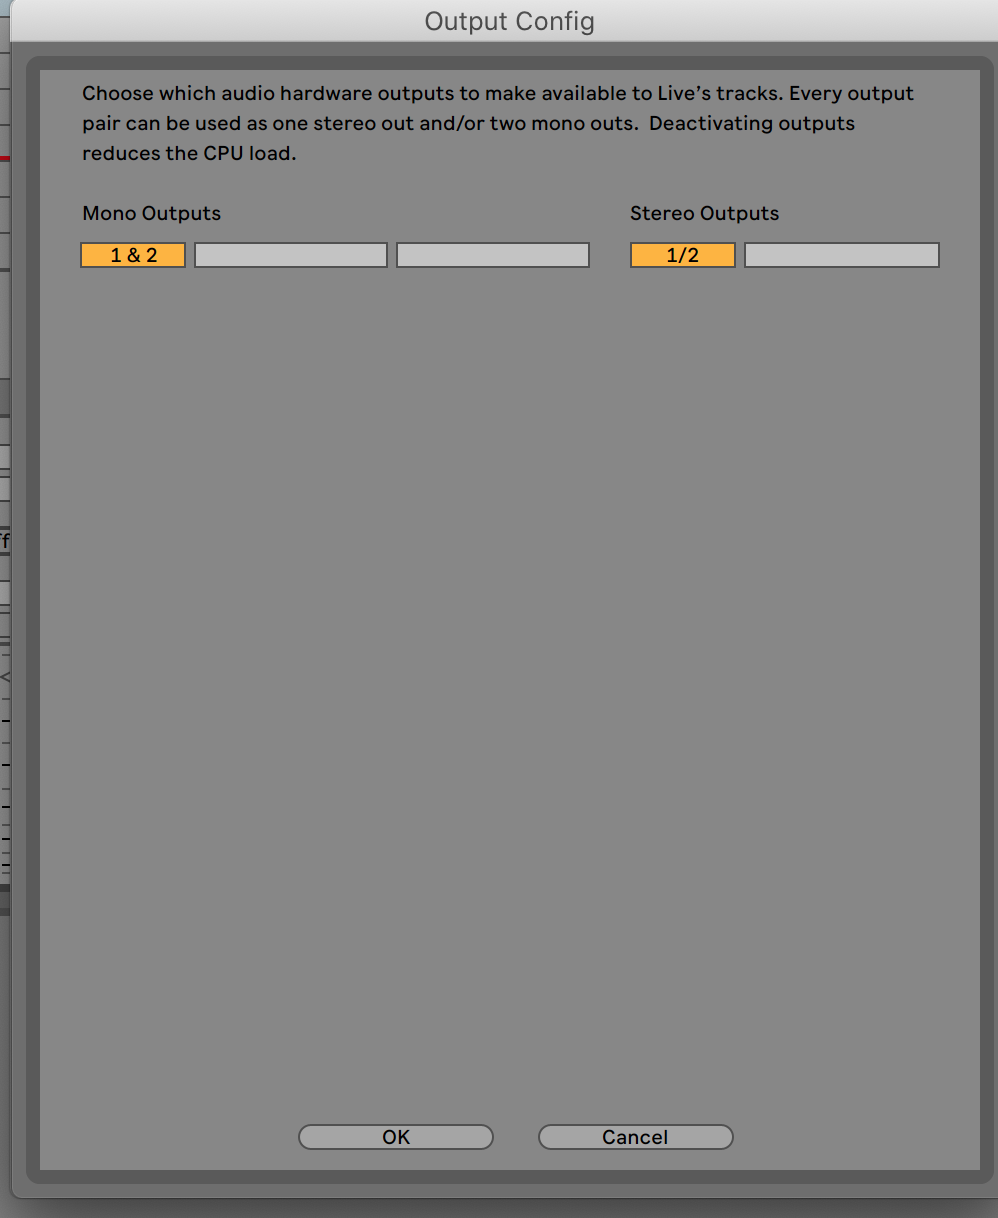 Output Config
Choose which audio hardware outputs to make available to Live’s tracks. Every output
pair can be used as one stereo out and/or two mono outs.  Deactivating outputs
reduces the CPU load.
Mono Outputs
Stereo Outputs
1 & 2
1/2
OK
Cancel